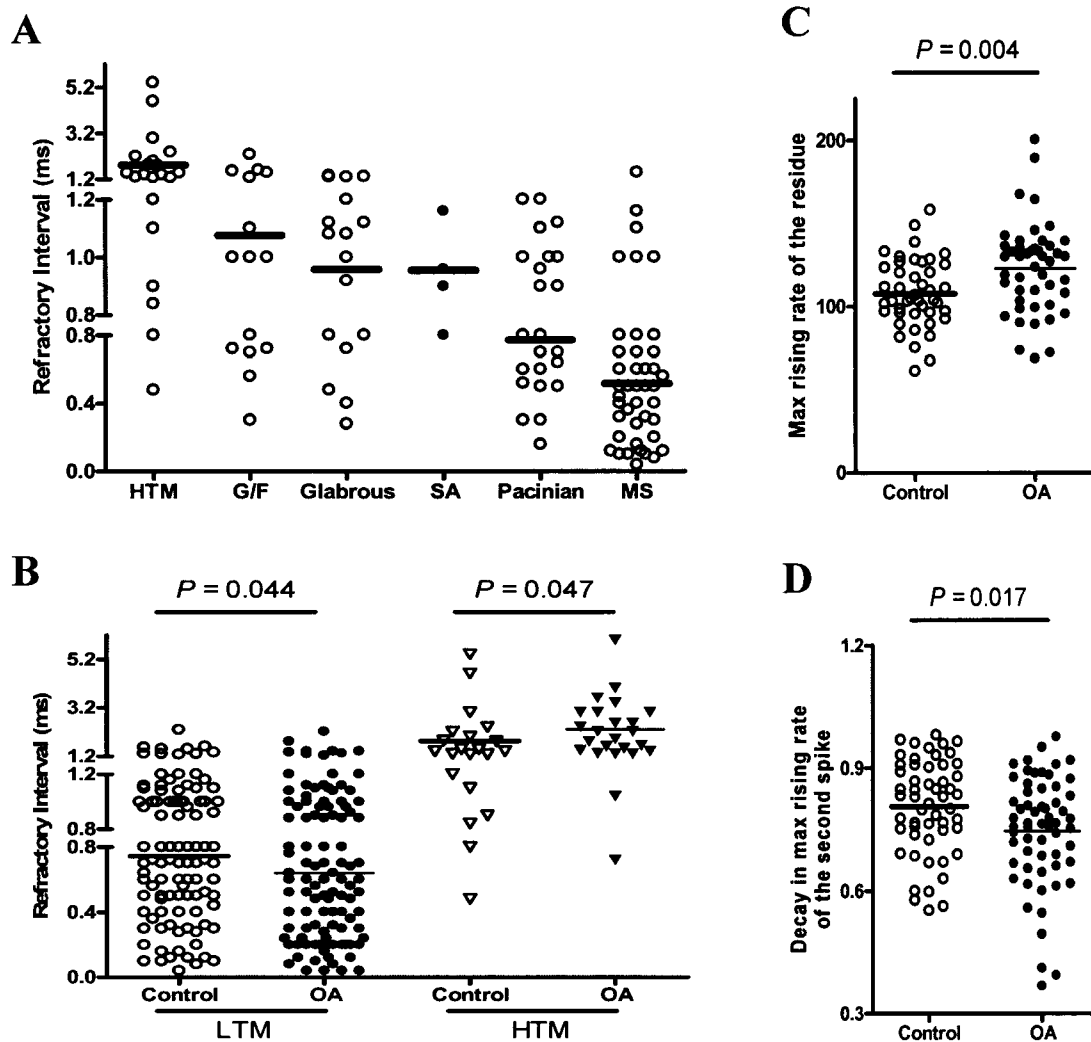 A
Refractory Interval (ms)
5.2
3.2
1.2
1.2
1.0
0.8
0.8
0.4
0.0
HTM G/F Glabrous SA Pacinian MS
C
P = 0.004
Max rising rate of the residue
200
100
0
Control OA
B
P = 0.044 P = 0.047
Refractory Interval (ms)
5.2
3.2
1.2
1.2
0.8
0.8
0.4
0.0
Control OA Control OA
LTM HTM
D
P = 0.017
Decay in max rising rate
of the second spike
1.2
0.9
0.6
0.3
Control OA